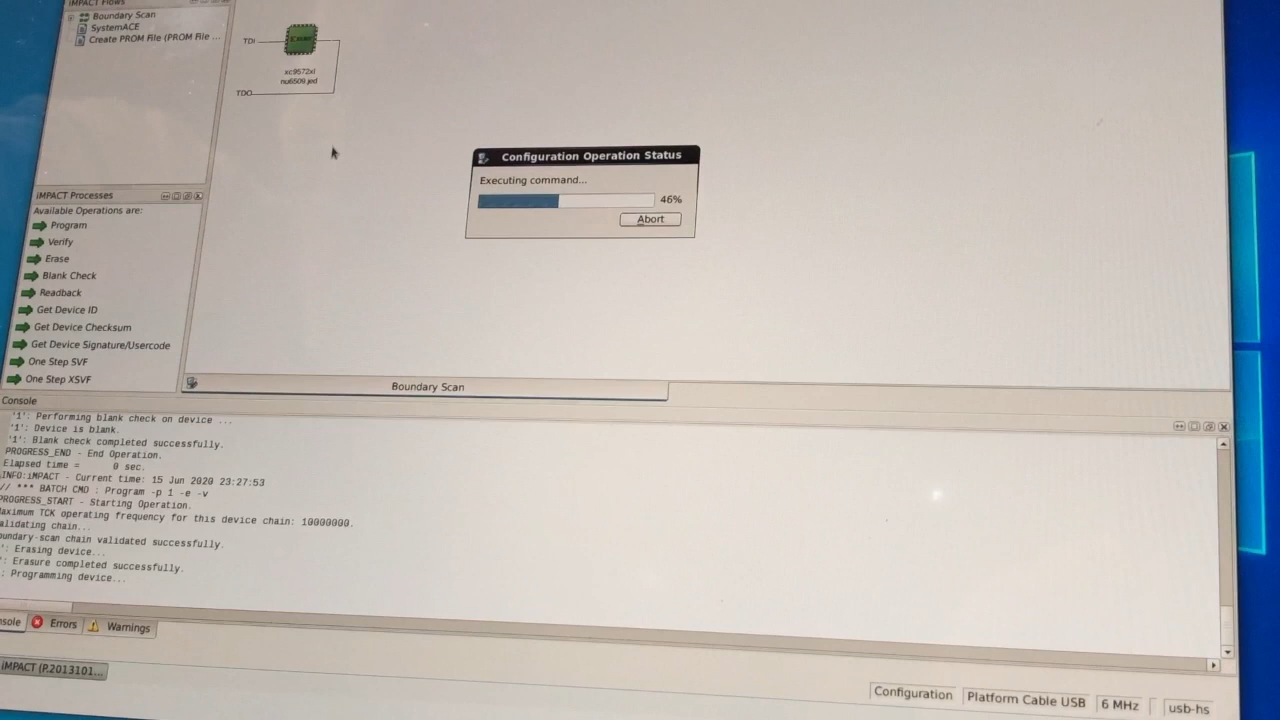 iMPACT Flows
Boundary Scan
SystemACE
Create PROM File (PROM File ...
TDI
xc9572xl
nu6509.jed
TDO
Configuration Operation Status
Executing command...
46%
Abort
iMPACT Processes
Available Operations are:
Program
Verify
Erase
Blank Check
Readback
Get Device ID
Get Device Checksum
Get Device Signature/Usercode
One Step SVF
One Step XSVF
Boundary Scan
Console
'1': Performing blank check on device ...
'1': Device is blank.
'1': Blank check completed successfully.
PROGRESS_END - End Operation.
Elapsed time = 0 sec.
INFO:iMPACT - Current time: 15 Jun 2020 23:27:53
// *** BATCH CMD : Program -p 1 -e -v
PROGRESS_START - Starting Operation.
aximum TCK operating frequency for this device chain: 10000000.
alidating chain...
oundary-scan chain validated successfully.
': Erasing device...
': Erasure completed successfully.
: Programming device...
nsole
Errors
Warnings
iMPACT (P.2013101...
Configuration
Platform Cable USB
6 MHz
usb-hs